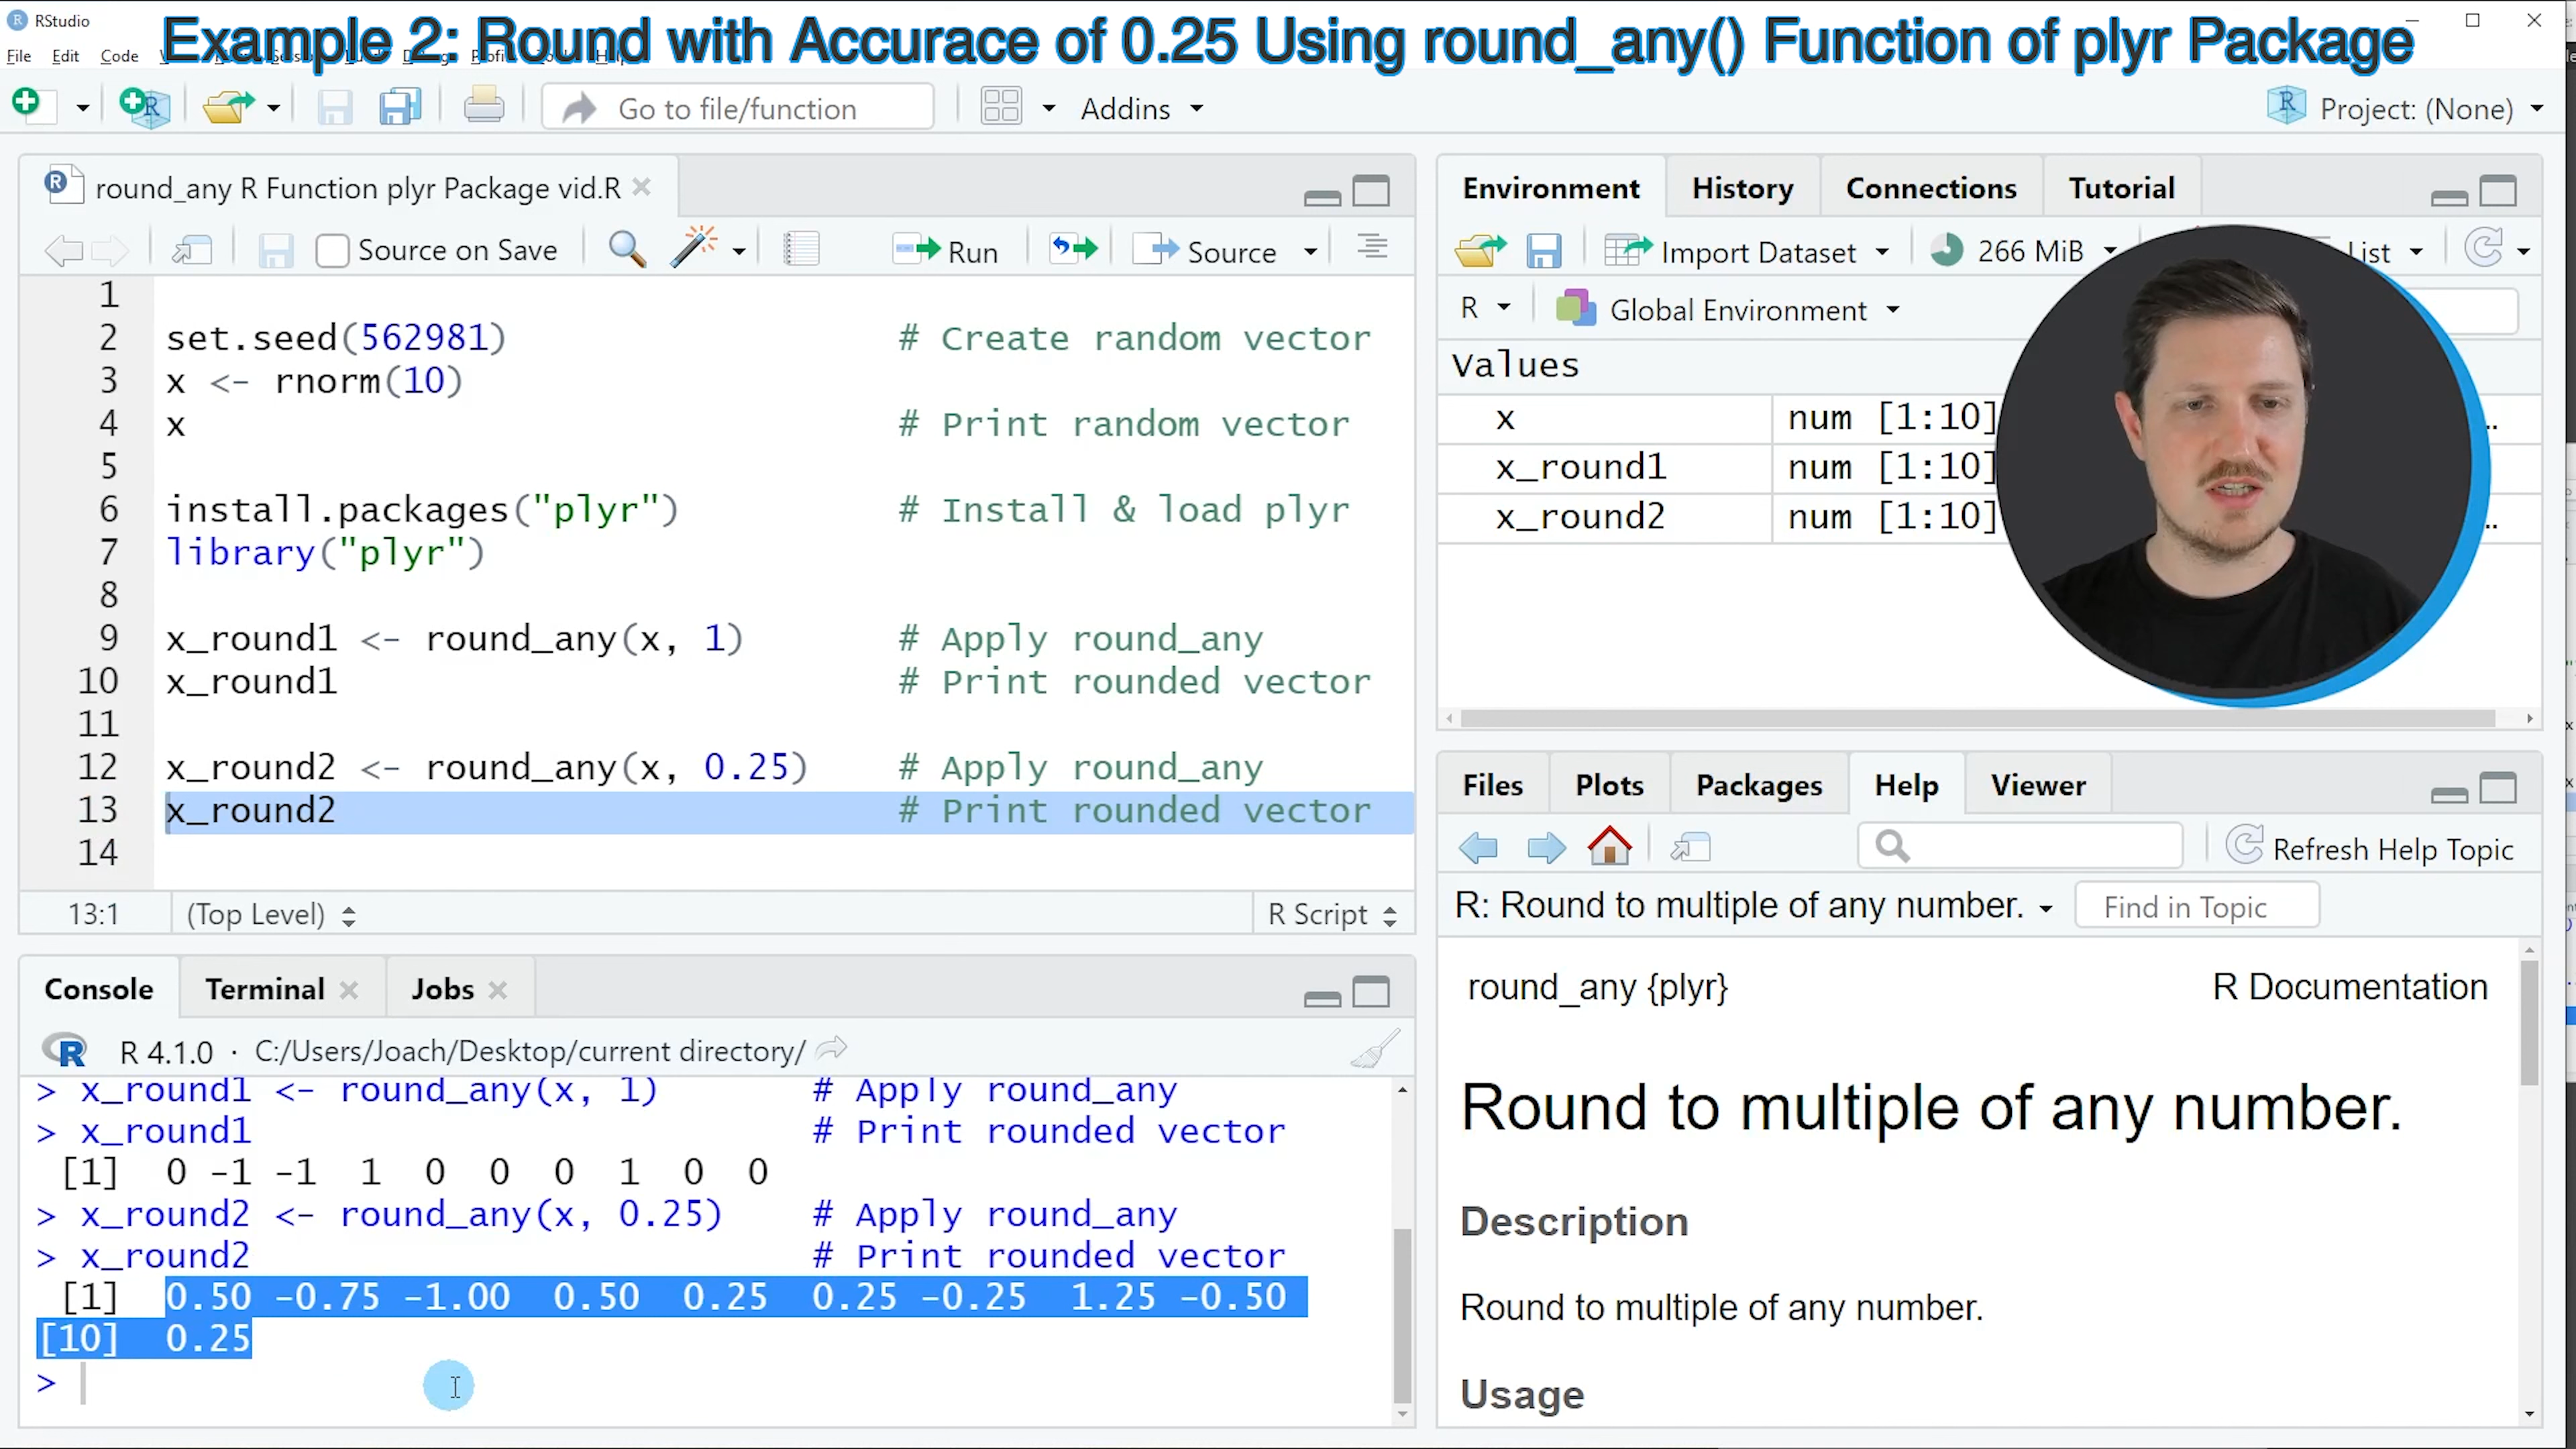 RStudio
Example 2: Round with Accurace of 0.25 Using round_any() Function of plyr Package
File Edit Code
Go to file/function
Addins
Project: (None)
round_any R Function plyr Package vid.R
Source on Save
Run
Source
1
2 set.seed(562981) # Create random vector
3 x <- rnorm(10)
4 x # Print random vector
5
6 install.packages("plyr") # Install & load plyr
7 library("plyr")
8
9 x_round1 <- round_any(x, 1) # Apply round_any
10 x_round1 # Print rounded vector
11
12 x_round2 <- round_any(x, 0.25) # Apply round_any
13 x_round2 # Print rounded vector
14
13:1 (Top Level) R Script
Console Terminal Jobs
R 4.1.0 · C:/Users/Joach/Desktop/current directory/
> x_round1 <- round_any(x, 1) # Apply round_any
> x_round1 # Print rounded vector
[1] 0 -1 -1 1 0 0 0 1 0 0
> x_round2 <- round_any(x, 0.25) # Apply round_any
> x_round2 # Print rounded vector
[1] 0.50 -0.75 -1.00 0.50 0.25 0.25 -0.25 1.25 -0.50
[10] 0.25
>
Environment History Connections Tutorial
Import Dataset 266 MiB List
R Global Environment
Values
x num [1:10] ..
x_round1 num [1:10]
x_round2 num [1:10] ..
Files Plots Packages Help Viewer
Refresh Help Topic
R: Round to multiple of any number. Find in Topic
round_any {plyr} R Documentation
Round to multiple of any number.
Description
Round to multiple of any number.
Usage